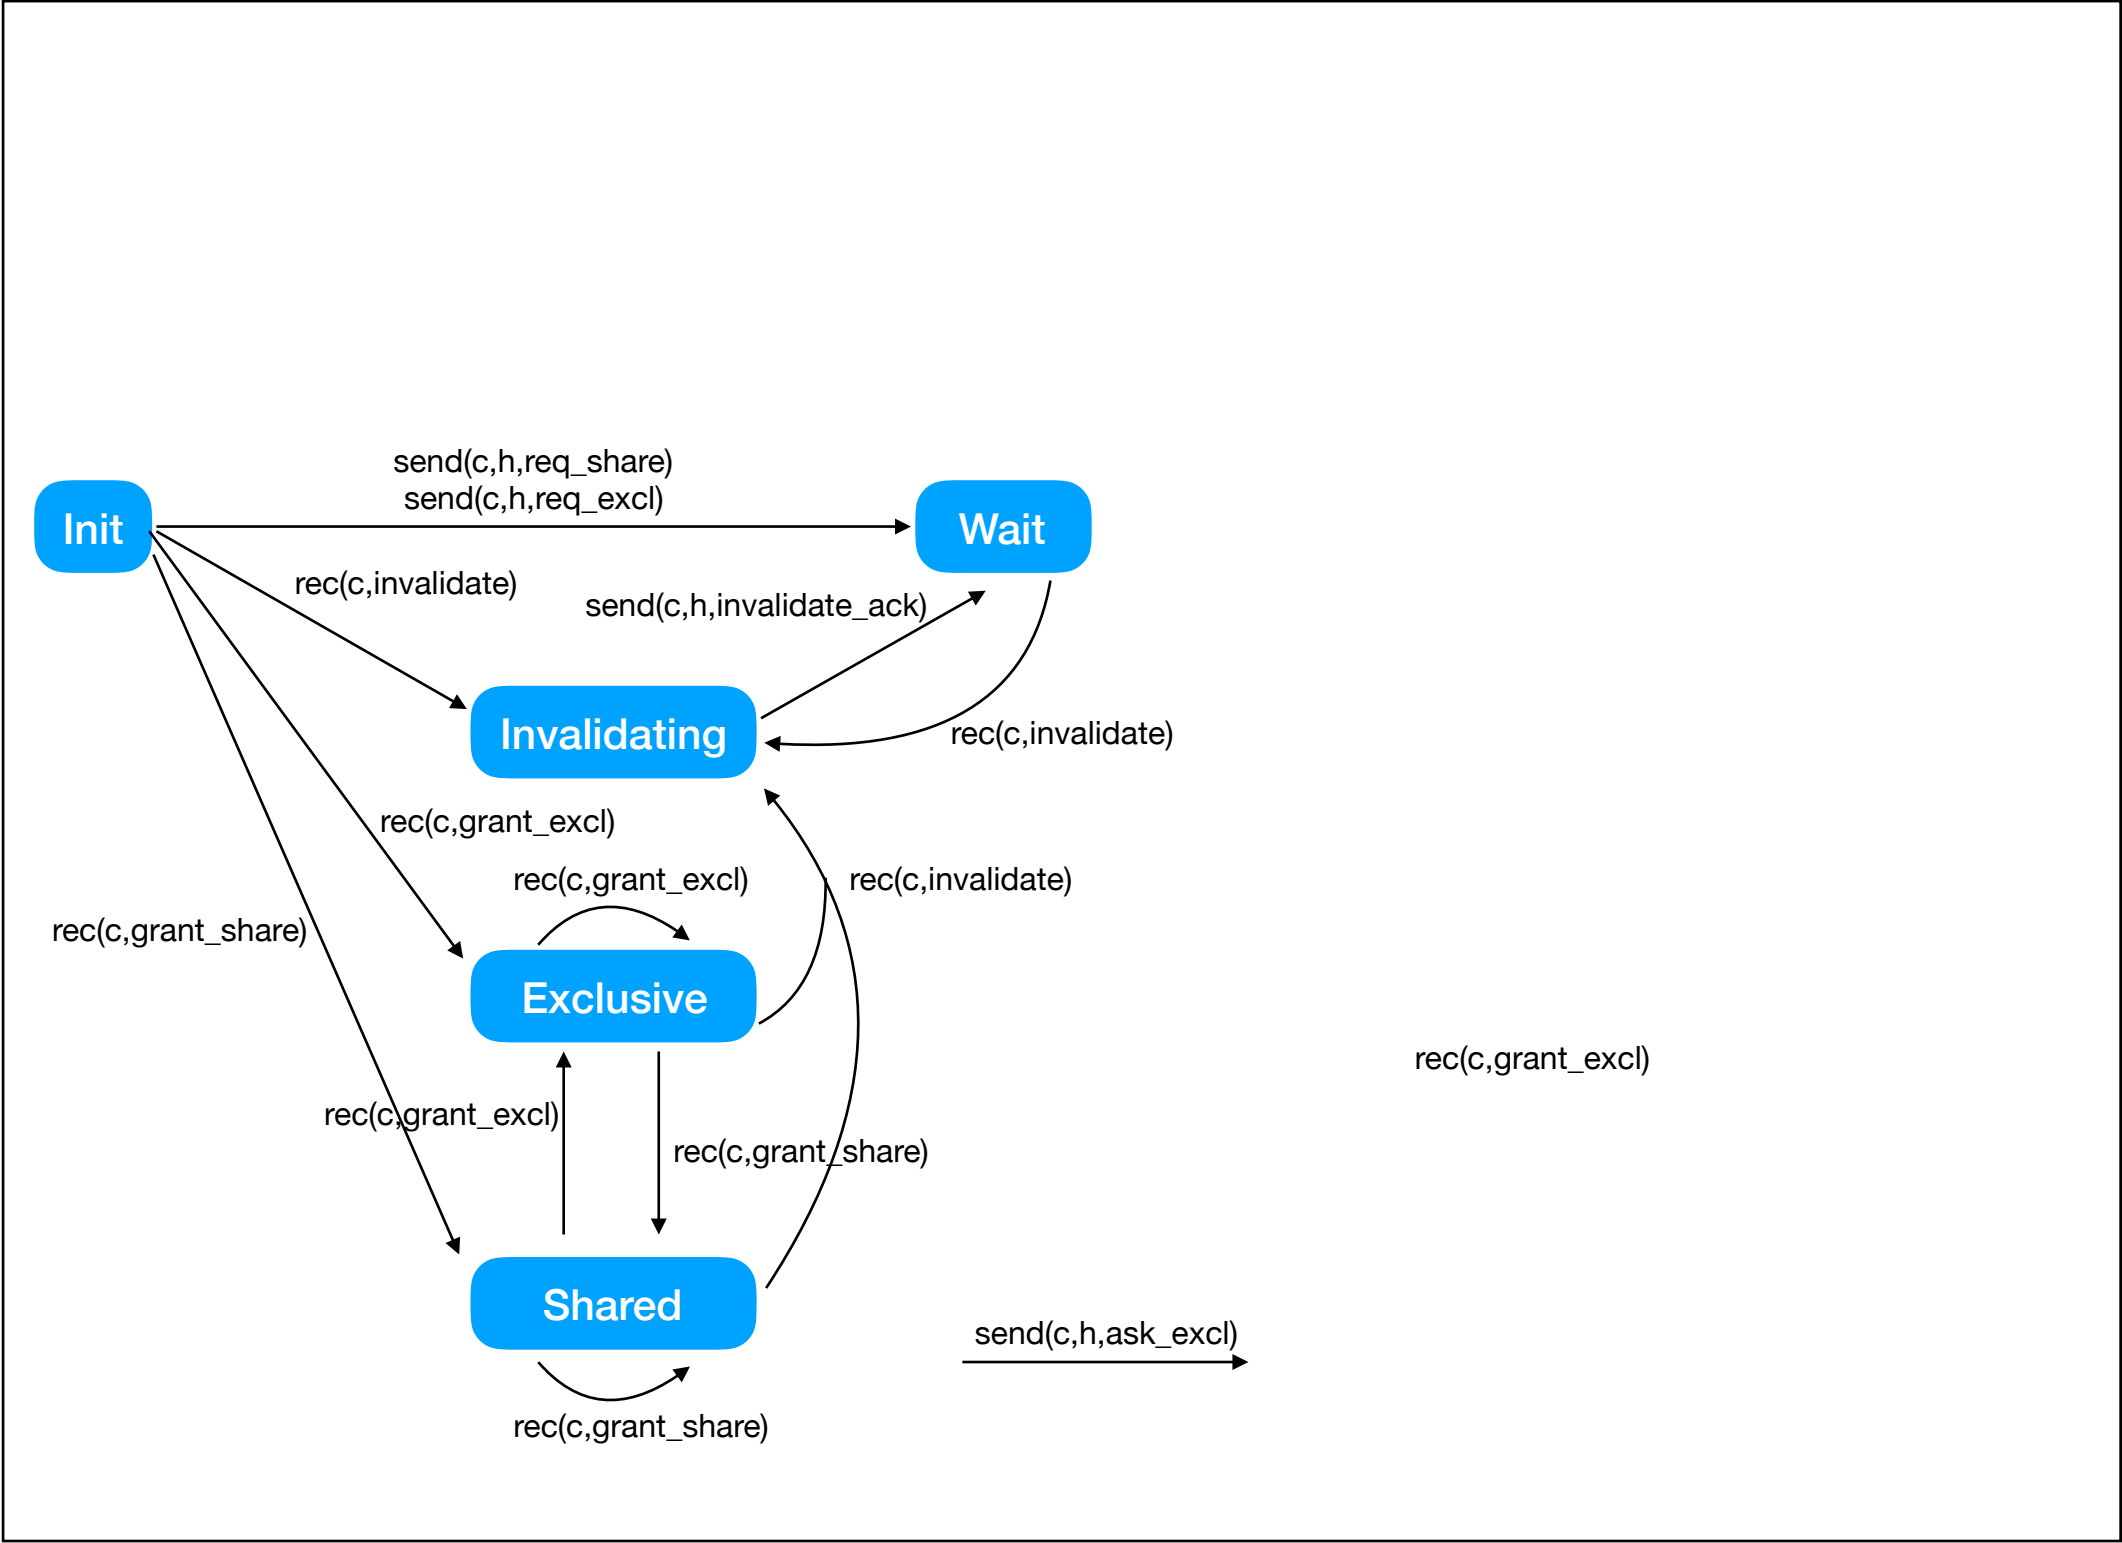 send(c,h,req_share)
send(c,h,req_excl)
Init
Wait
rec(c,invalidate)
send(c,h,invalidate_ack)
Invalidating
rec(c,invalidate)
rec(c,grant_excl)
rec(c,grant_excl)
rec(c,invalidate)
rec(c,grant_share)
Exclusive
rec(c,grant_excl)
rec(c,grant_excl)
rec(c,grant_share)
Shared
send(c,h,ask_excl)
rec(c,grant_share)